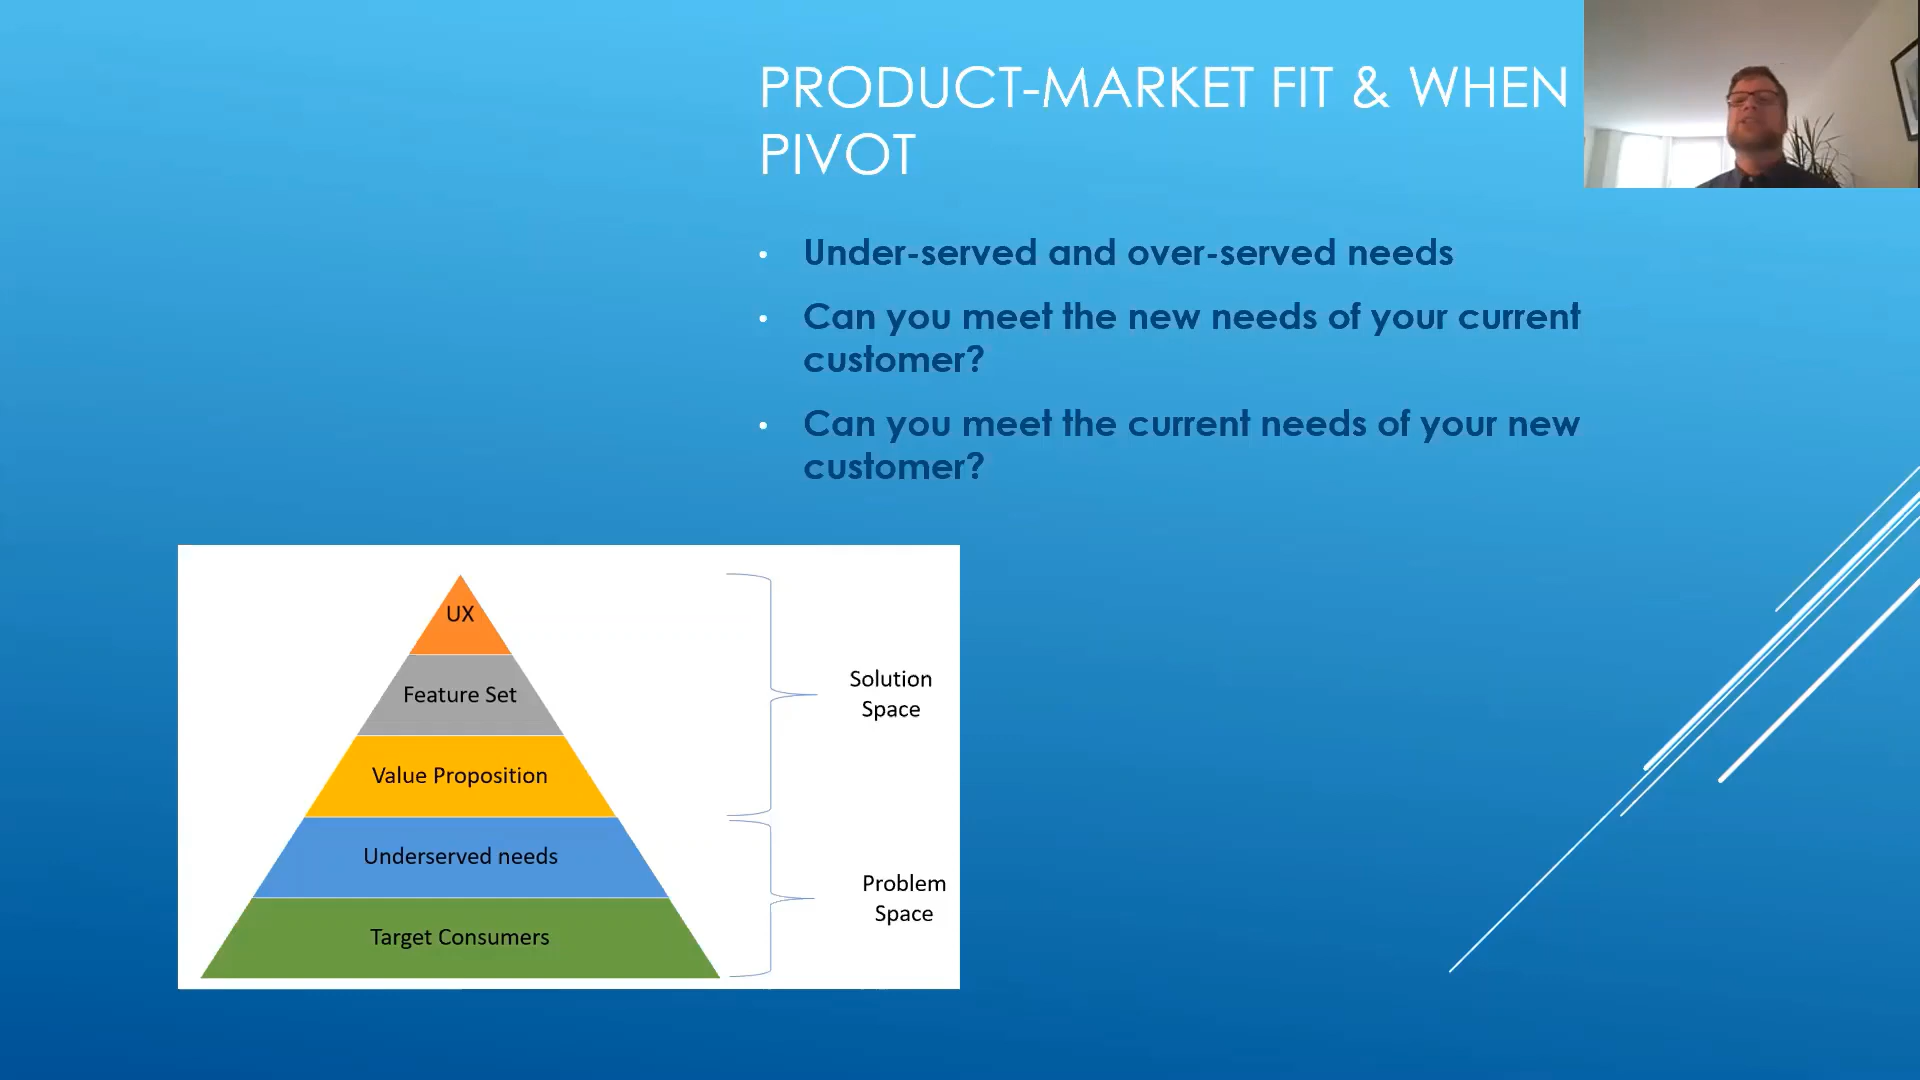 PRODUCT-MARKET FIT & WHEN
PIVOT
• Under-served and over-served needs
• Can you meet the new needs of your current
customer?
• Can you meet the current needs of your new
customer?
UX
Feature Set
Value Proposition
Underserved needs
Target Consumers
Solution
Space
Problem
Space